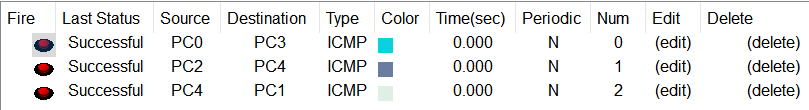 Fire Last Status Source Destination Type Color Time(sec) Periodic Num Edit Delete
Successful PC0 PC3 ICMP 0.000 N 0 (edit) (delete)
Successful PC2 PC4 ICMP 0.000 N 1 (edit) (delete)
Successful PC4 PC1 ICMP 0.000 N 2 (edit) (delete)